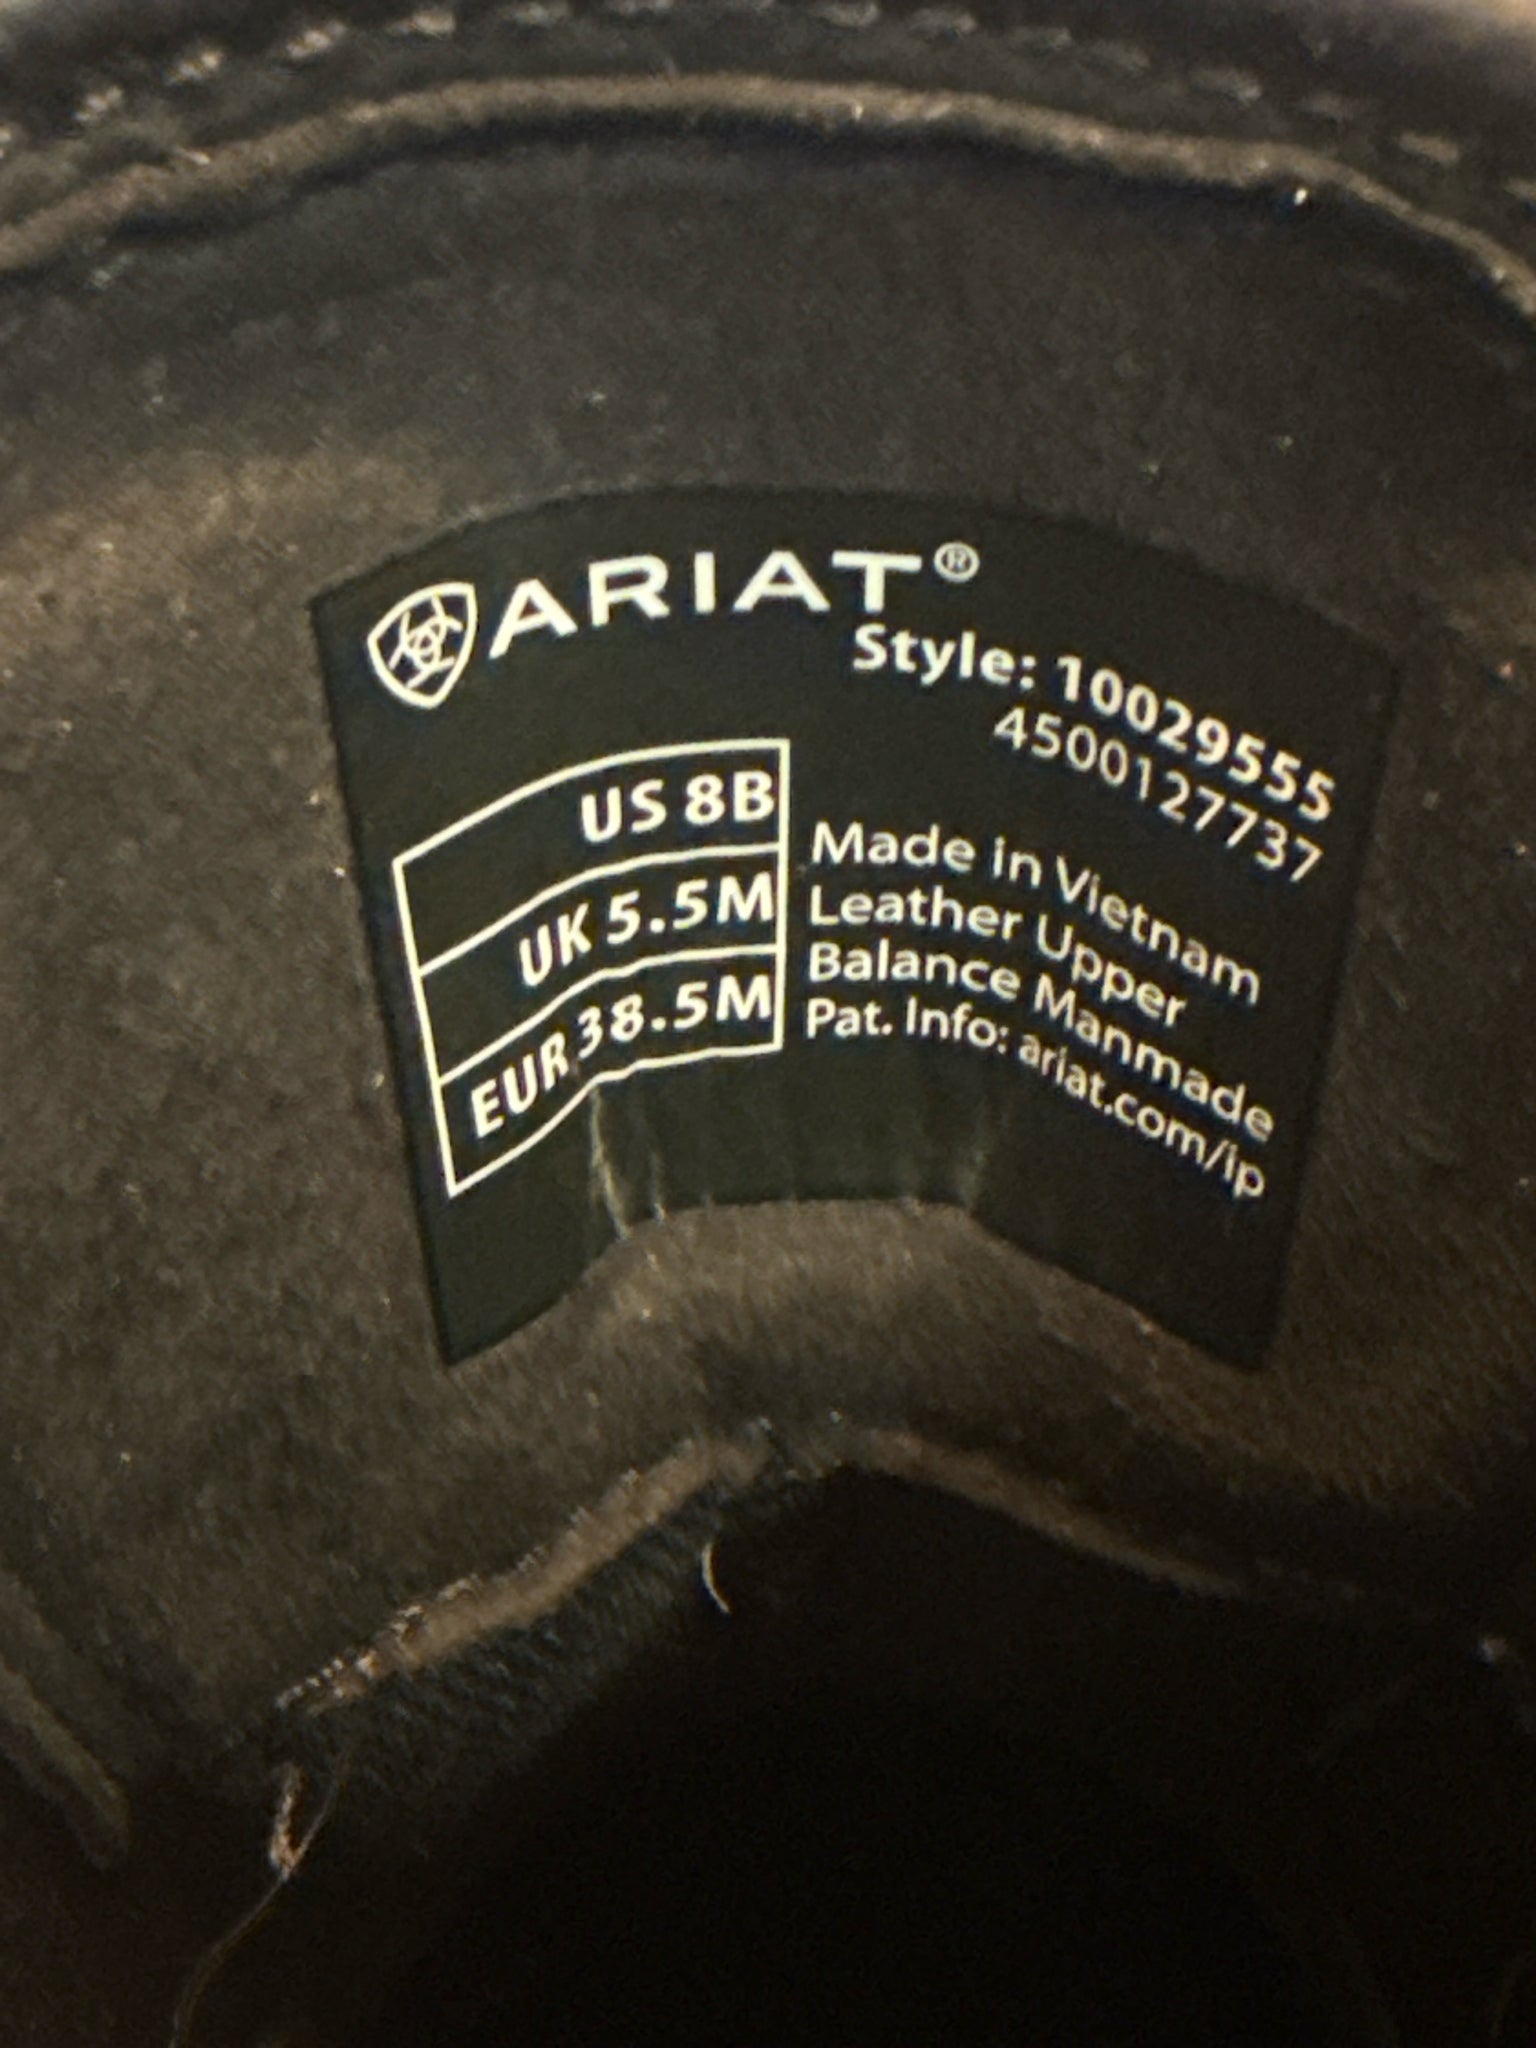 ARIAT®
Style: 10029555
4500127737
US 8B
UK 5.5M
EUR 38.5M
Made in Vietnam
Leather Upper
Balance Manmade
Pat. Info: ariat.com/ip